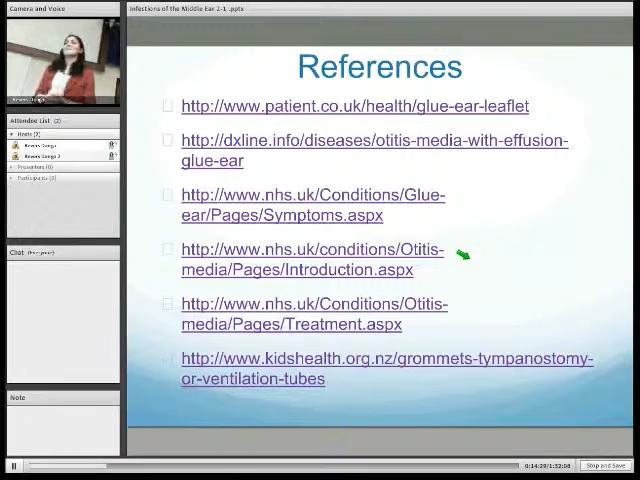 Camera and Voice
Infections of the Middle Ear 2-1 .pptx
Attendee List (2)
Hosts (2)
Presenters (0)
Participants (0)
Chat (Everyone)
Note
References
http://www.patient.co.uk/health/glue-ear-leaflet
http://dxline.info/diseases/otitis-media-with-effusion-
glue-ear
http://www.nhs.uk/Conditions/Glue-
ear/Pages/Symptoms.aspx
http://www.nhs.uk/conditions/Otitis-
media/Pages/Introduction.aspx
http://www.nhs.uk/Conditions/Otitis-
media/Pages/Treatment.aspx
http://www.kidshealth.org.nz/grommets-tympanostomy-
or-ventilation-tubes
0:14:29/1:32:08
Stop and Save